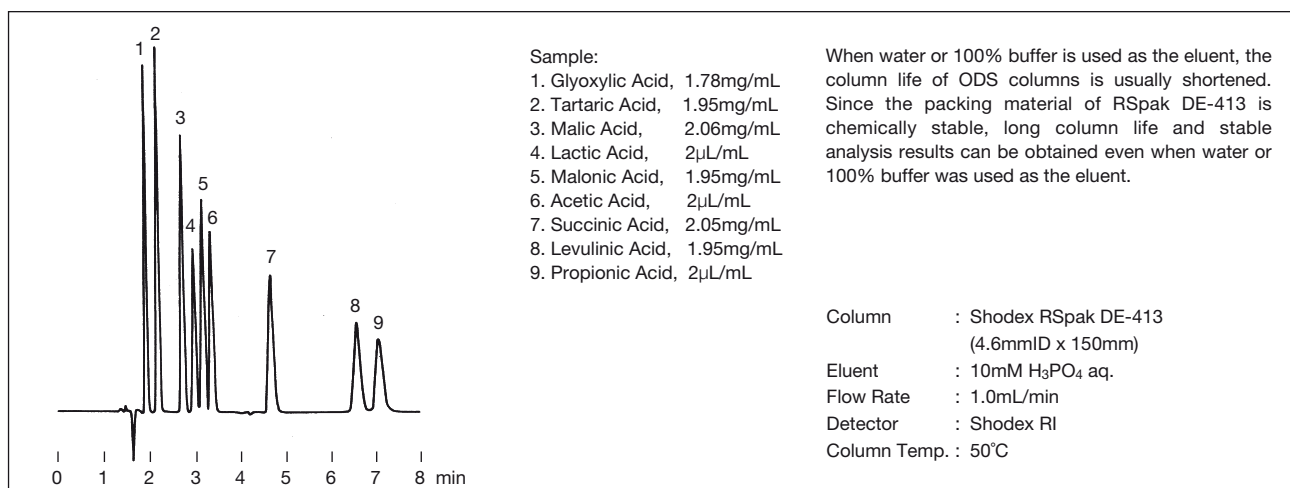 1
2
3
4
5
6
7
8
9
0 1 2 3 4 5 6 7 8 min
Sample:
1. Glyoxylic Acid, 1.78mg/mL
2. Tartaric Acid, 1.95mg/mL
3. Malic Acid, 2.06mg/mL
4. Lactic Acid, 2µL/mL
5. Malonic Acid, 1.95mg/mL
6. Acetic Acid, 2µL/mL
7. Succinic Acid, 2.05mg/mL
8. Levulinic Acid, 1.95mg/mL
9. Propionic Acid, 2µL/mL
When water or 100% buffer is used as the eluent, the
column life of ODS columns is usually shortened.
Since the packing material of RSpak DE-413 is
chemically stable, long column life and stable
analysis results can be obtained even when water or
100% buffer was used as the eluent.
Column : Shodex RSpak DE-413
(4.6mmID x 150mm)
Eluent : 10mM H₃PO₄ aq.
Flow Rate : 1.0mL/min
Detector : Shodex RI
Column Temp. : 50˚C